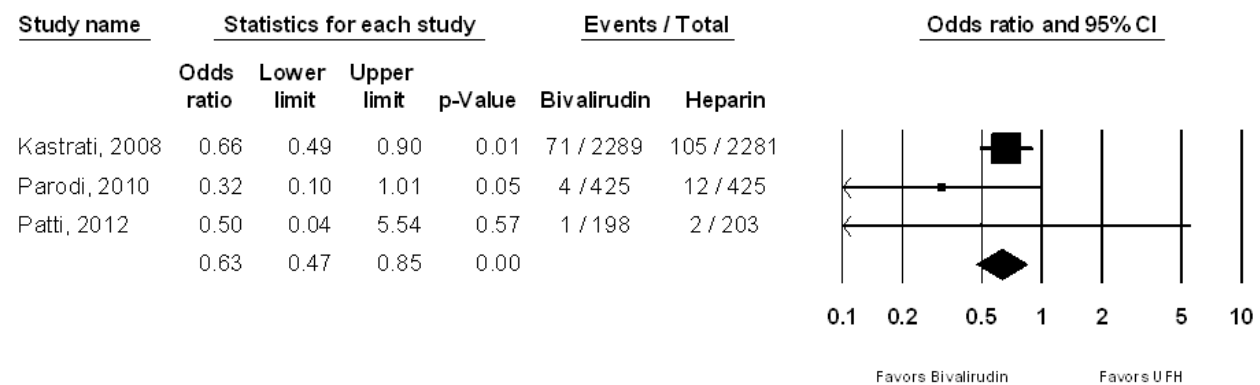 Study name Statistics for each study Events / Total Odds ratio and 95% CI
Odds Lower Upper
ratio limit limit p-Value Bivalirudin Heparin
Kastrati, 2008 0.66 0.49 0.90 0.01 71 / 2289 105 / 2281
Parodi, 2010 0.32 0.10 1.01 0.05 4 / 425 12 / 425
Patti, 2012 0.50 0.04 5.54 0.57 1 / 198 2 / 203
0.63 0.47 0.85 0.00
0.1 0.2 0.5 1 2 5 10
Favors Bivalirudin Favors UFH